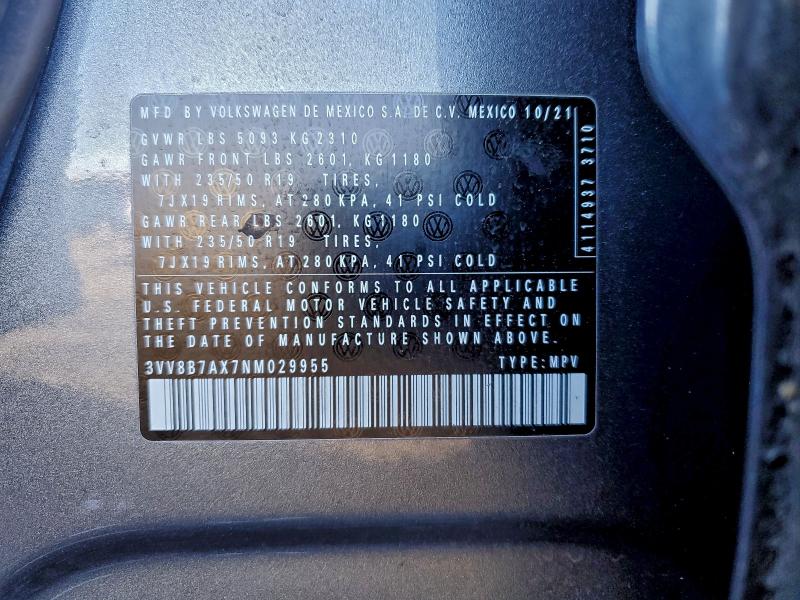 MFD BY VOLKSWAGEN DE MEXICO S.A. DE C.V. MEXICO 10/21
GVWR LBS 5093 KG2310
GAWR FRONT LBS 2601, KG1180
WITH 235/50 R19 TIRES,
7JX19 RIMS, AT 280 KPA, 41 PSI COLD
GAWR REAR LBS 2601, KG1180
WITH 235/50 R19 TIRES,
7JX19 RIMS, AT 280 KPA, 41 PSI COLD
4114937 3710
THIS VEHICLE CONFORMS TO ALL APPLICABLE
U.S. FEDERAL MOTOR VEHICLE SAFETY AND
THEFT PREVENTION STANDARDS IN EFFECT ON
THE DATE OF MANUFACTURE SHOWN ABOVE.
3VV8B7AX7NM029955 TYPE: MPV